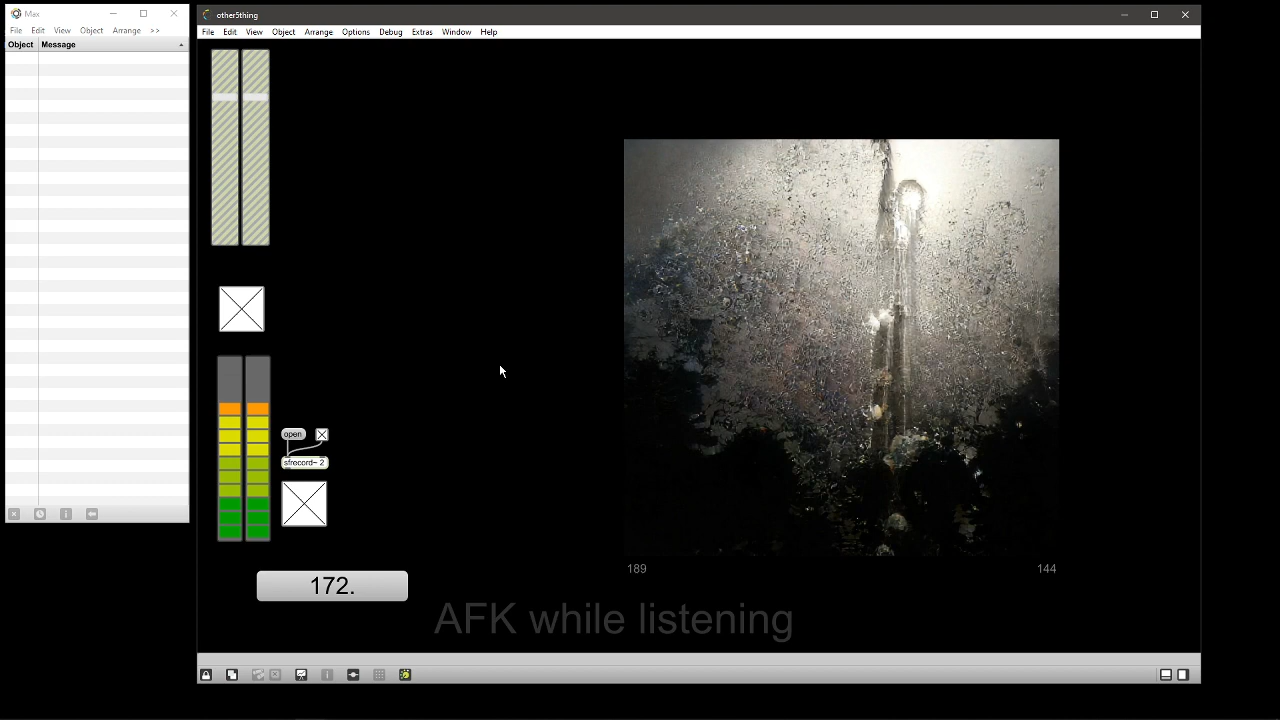 Max
File Edit View Object Arrange >>
Object Message
other5thing
File Edit View Object Arrange Options Debug Extras Window Help
open
sfrecord~ 2
172.
189
144
AFK while listening